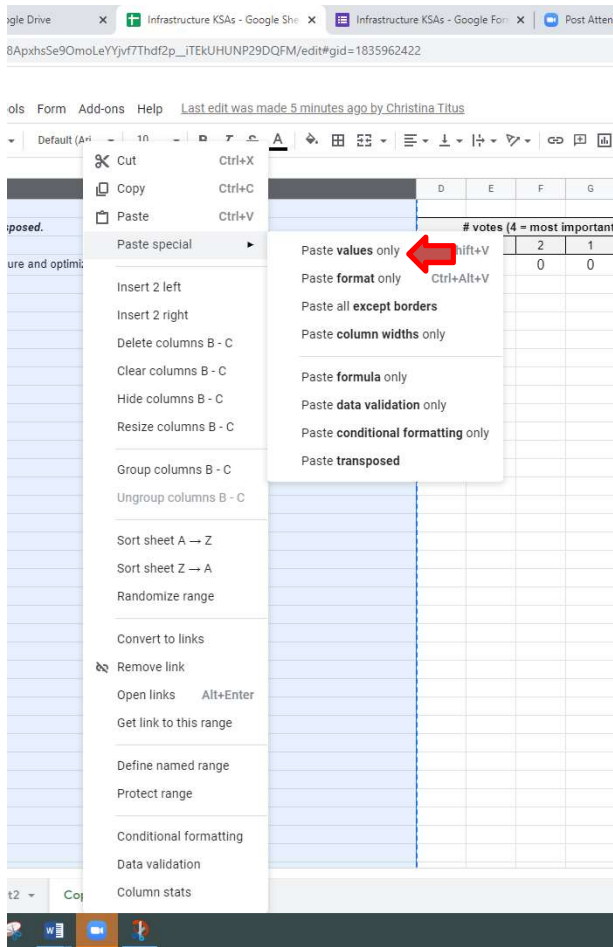 ogle Drive
Infrastructure KSAs - Google She
Infrastructure KSAs - Google For
Post Atten
8ApxhsSe9OmoLeYYjvf7Thdf2p__iTEkUHUNP29DQFM/edit#gid=1835962422
ols Form Add-ons Help Last edit was made 5 minutes ago by Christina Titus
Default (Ari 10 B I S A
D E F G
sposed. # votes (4 = most important
2 1
ure and optimiz 0 0
Cut Ctrl+X
Copy Ctrl+C
Paste Ctrl+V
Paste special
Insert 2 left
Insert 2 right
Delete columns B - C
Clear columns B - C
Hide columns B - C
Resize columns B - C
Group columns B - C
Ungroup columns B - C
Sort sheet A → Z
Sort sheet Z → A
Randomize range
Convert to links
Remove link
Open links Alt+Enter
Get link to this range
Define named range
Protect range
Conditional formatting
Data validation
Column stats
Paste values only hift+V
Paste format only Ctrl+Alt+V
Paste all except borders
Paste column widths only
Paste formula only
Paste data validation only
Paste conditional formatting only
Paste transposed
t2 Cop